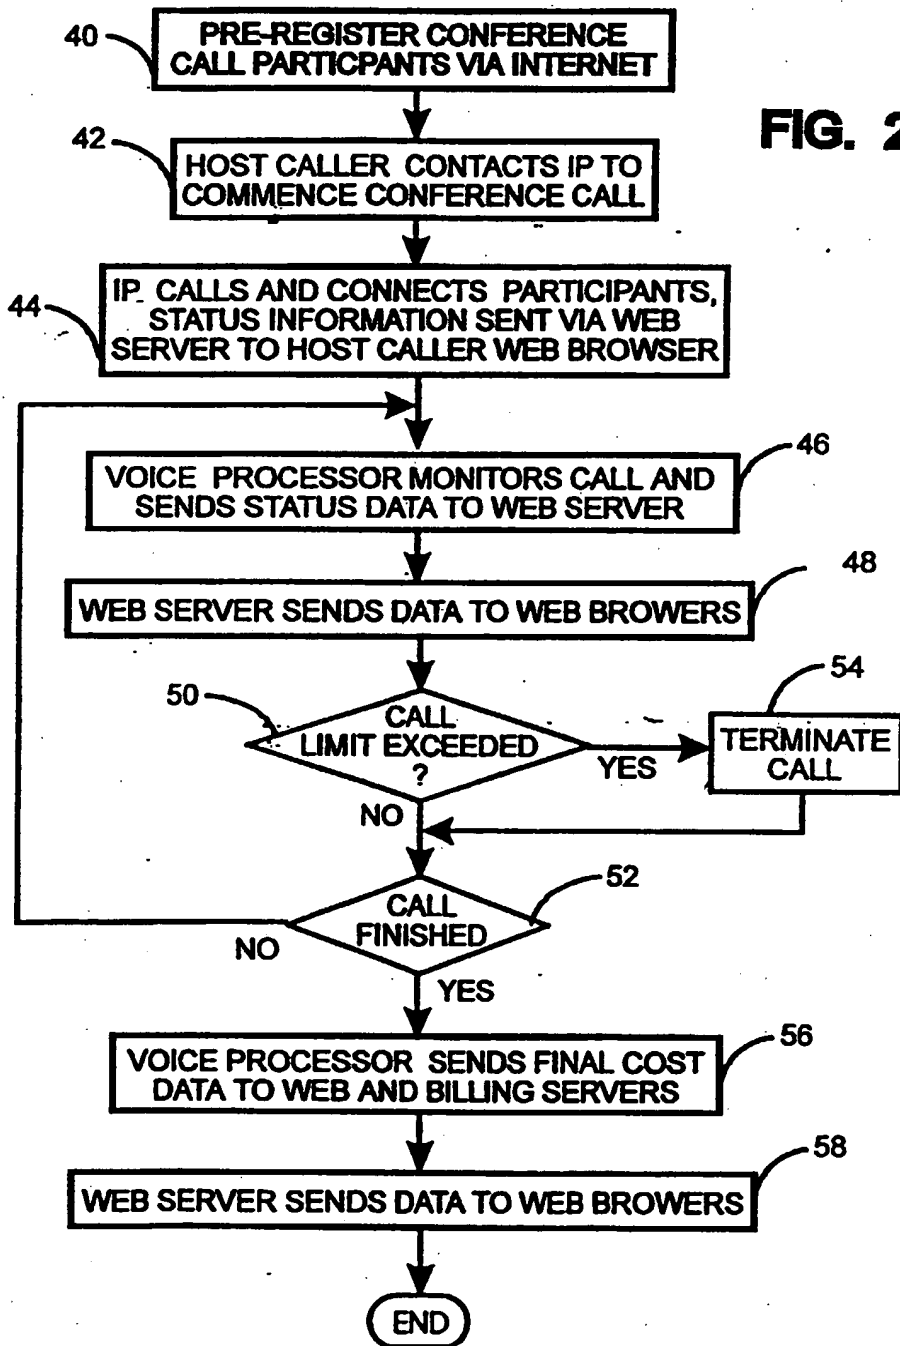 40
PRE-REGISTER CONFERENCE
CALL PARTICPANTS VIA INTERNET
FIG. 2
42
HOST CALLER CONTACTS IP TO
COMMENCE CONFERENCE CALL
44
IP CALLS AND CONNECTS PARTICIPANTS,
STATUS INFORMATION SENT VIA WEB
SERVER TO HOST CALLER WEB BROWSER
46
VOICE PROCESSOR MONITORS CALL AND
SENDS STATUS DATA TO WEB SERVER
48
WEB SERVER SENDS DATA TO WEB BROWERS
50
CALL
LIMIT EXCEEDED
?
YES
54
TERMINATE
CALL
NO
52
CALL
FINISHED
NO
YES
56
VOICE PROCESSOR SENDS FINAL COST
DATA TO WEB AND BILLING SERVERS
58
WEB SERVER SENDS DATA TO WEB BROWERS
END